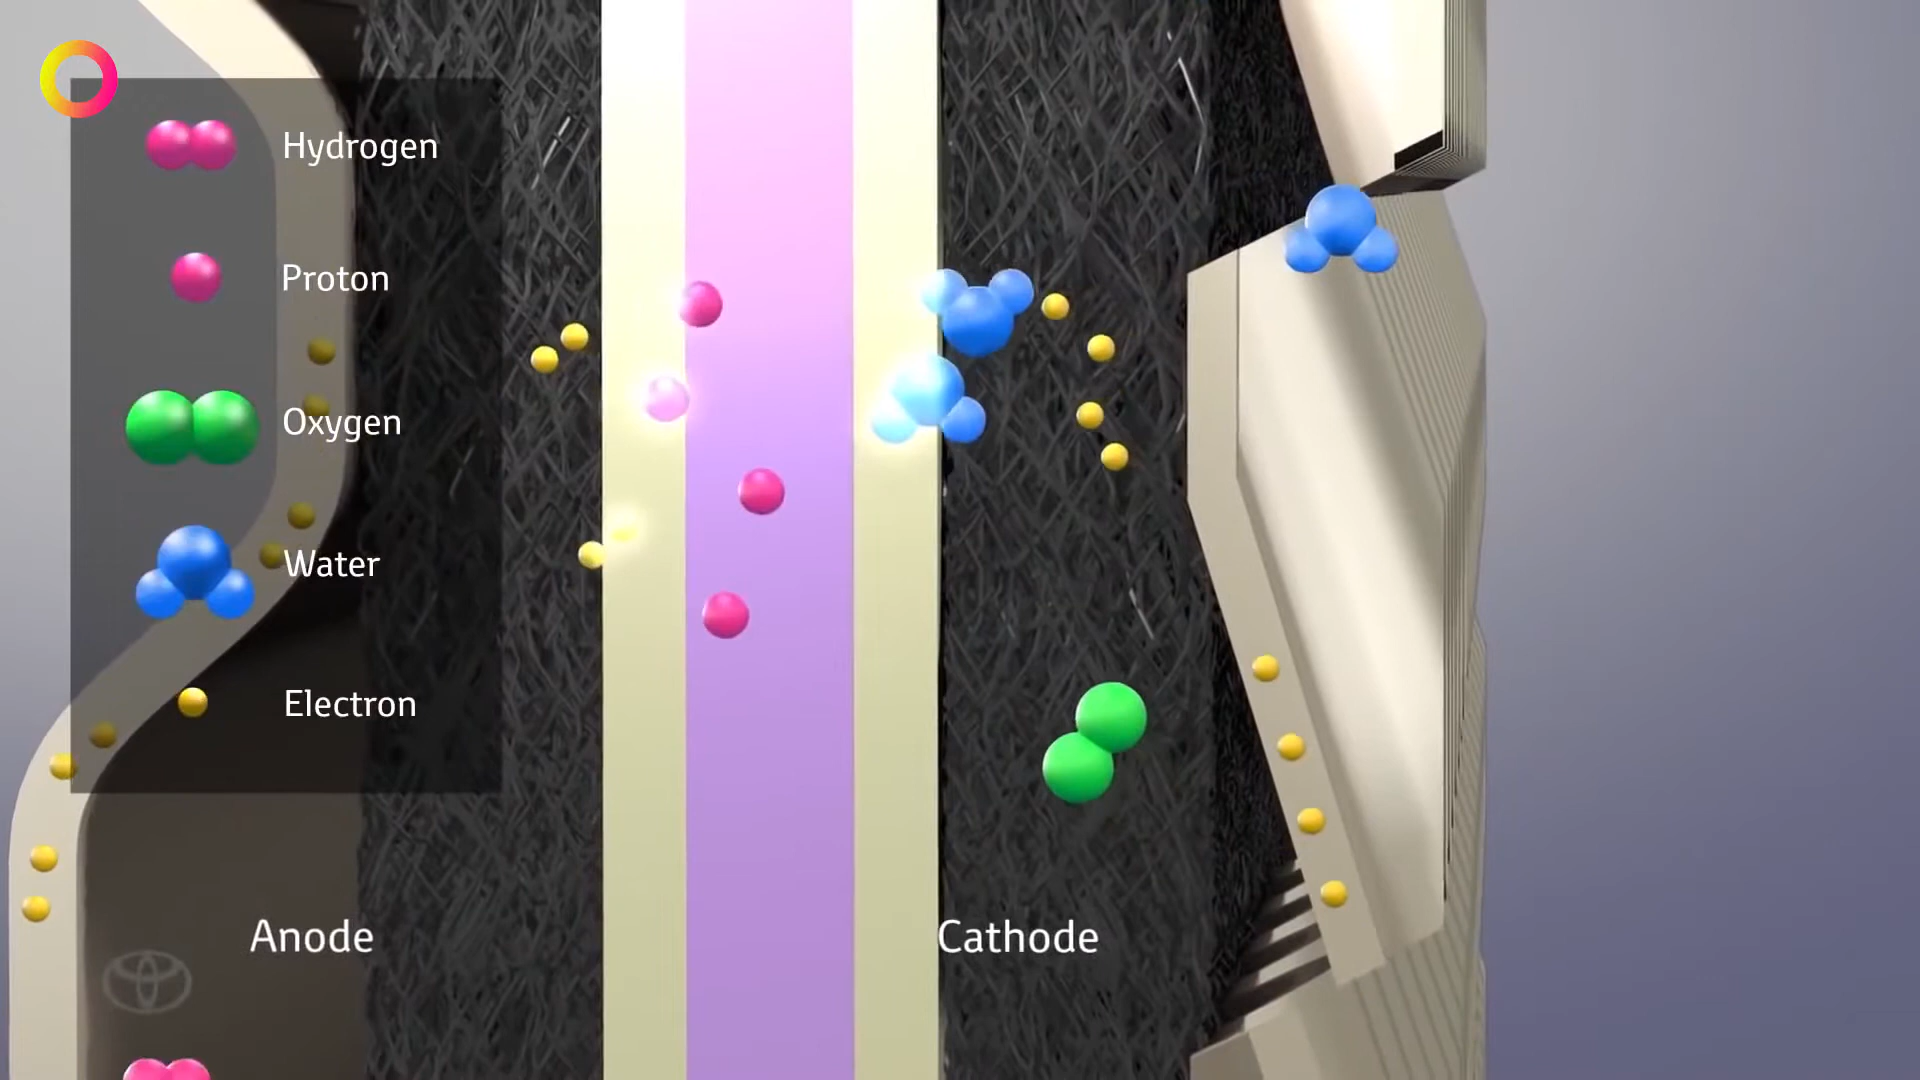 Hydrogen
Proton
Oxygen
Water
Electron
Anode
Cathode